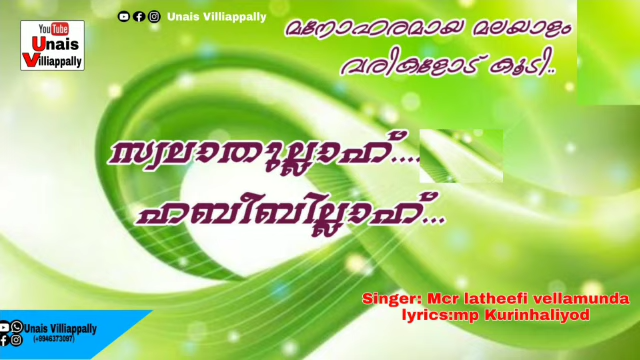 YouTube
Unais
Villiappally
Unais Villiappally
മനോഹരമായ മലയാളം
വരികളോട് കൂടി..
സ്വലാതുല്ലാഹ്....
ഹബീബില്ലാഹ്...
Singer: Mcr latheefi vellamunda
lyrics:mp Kurinhaliyod
Unais Villiappally
(+9946373097)